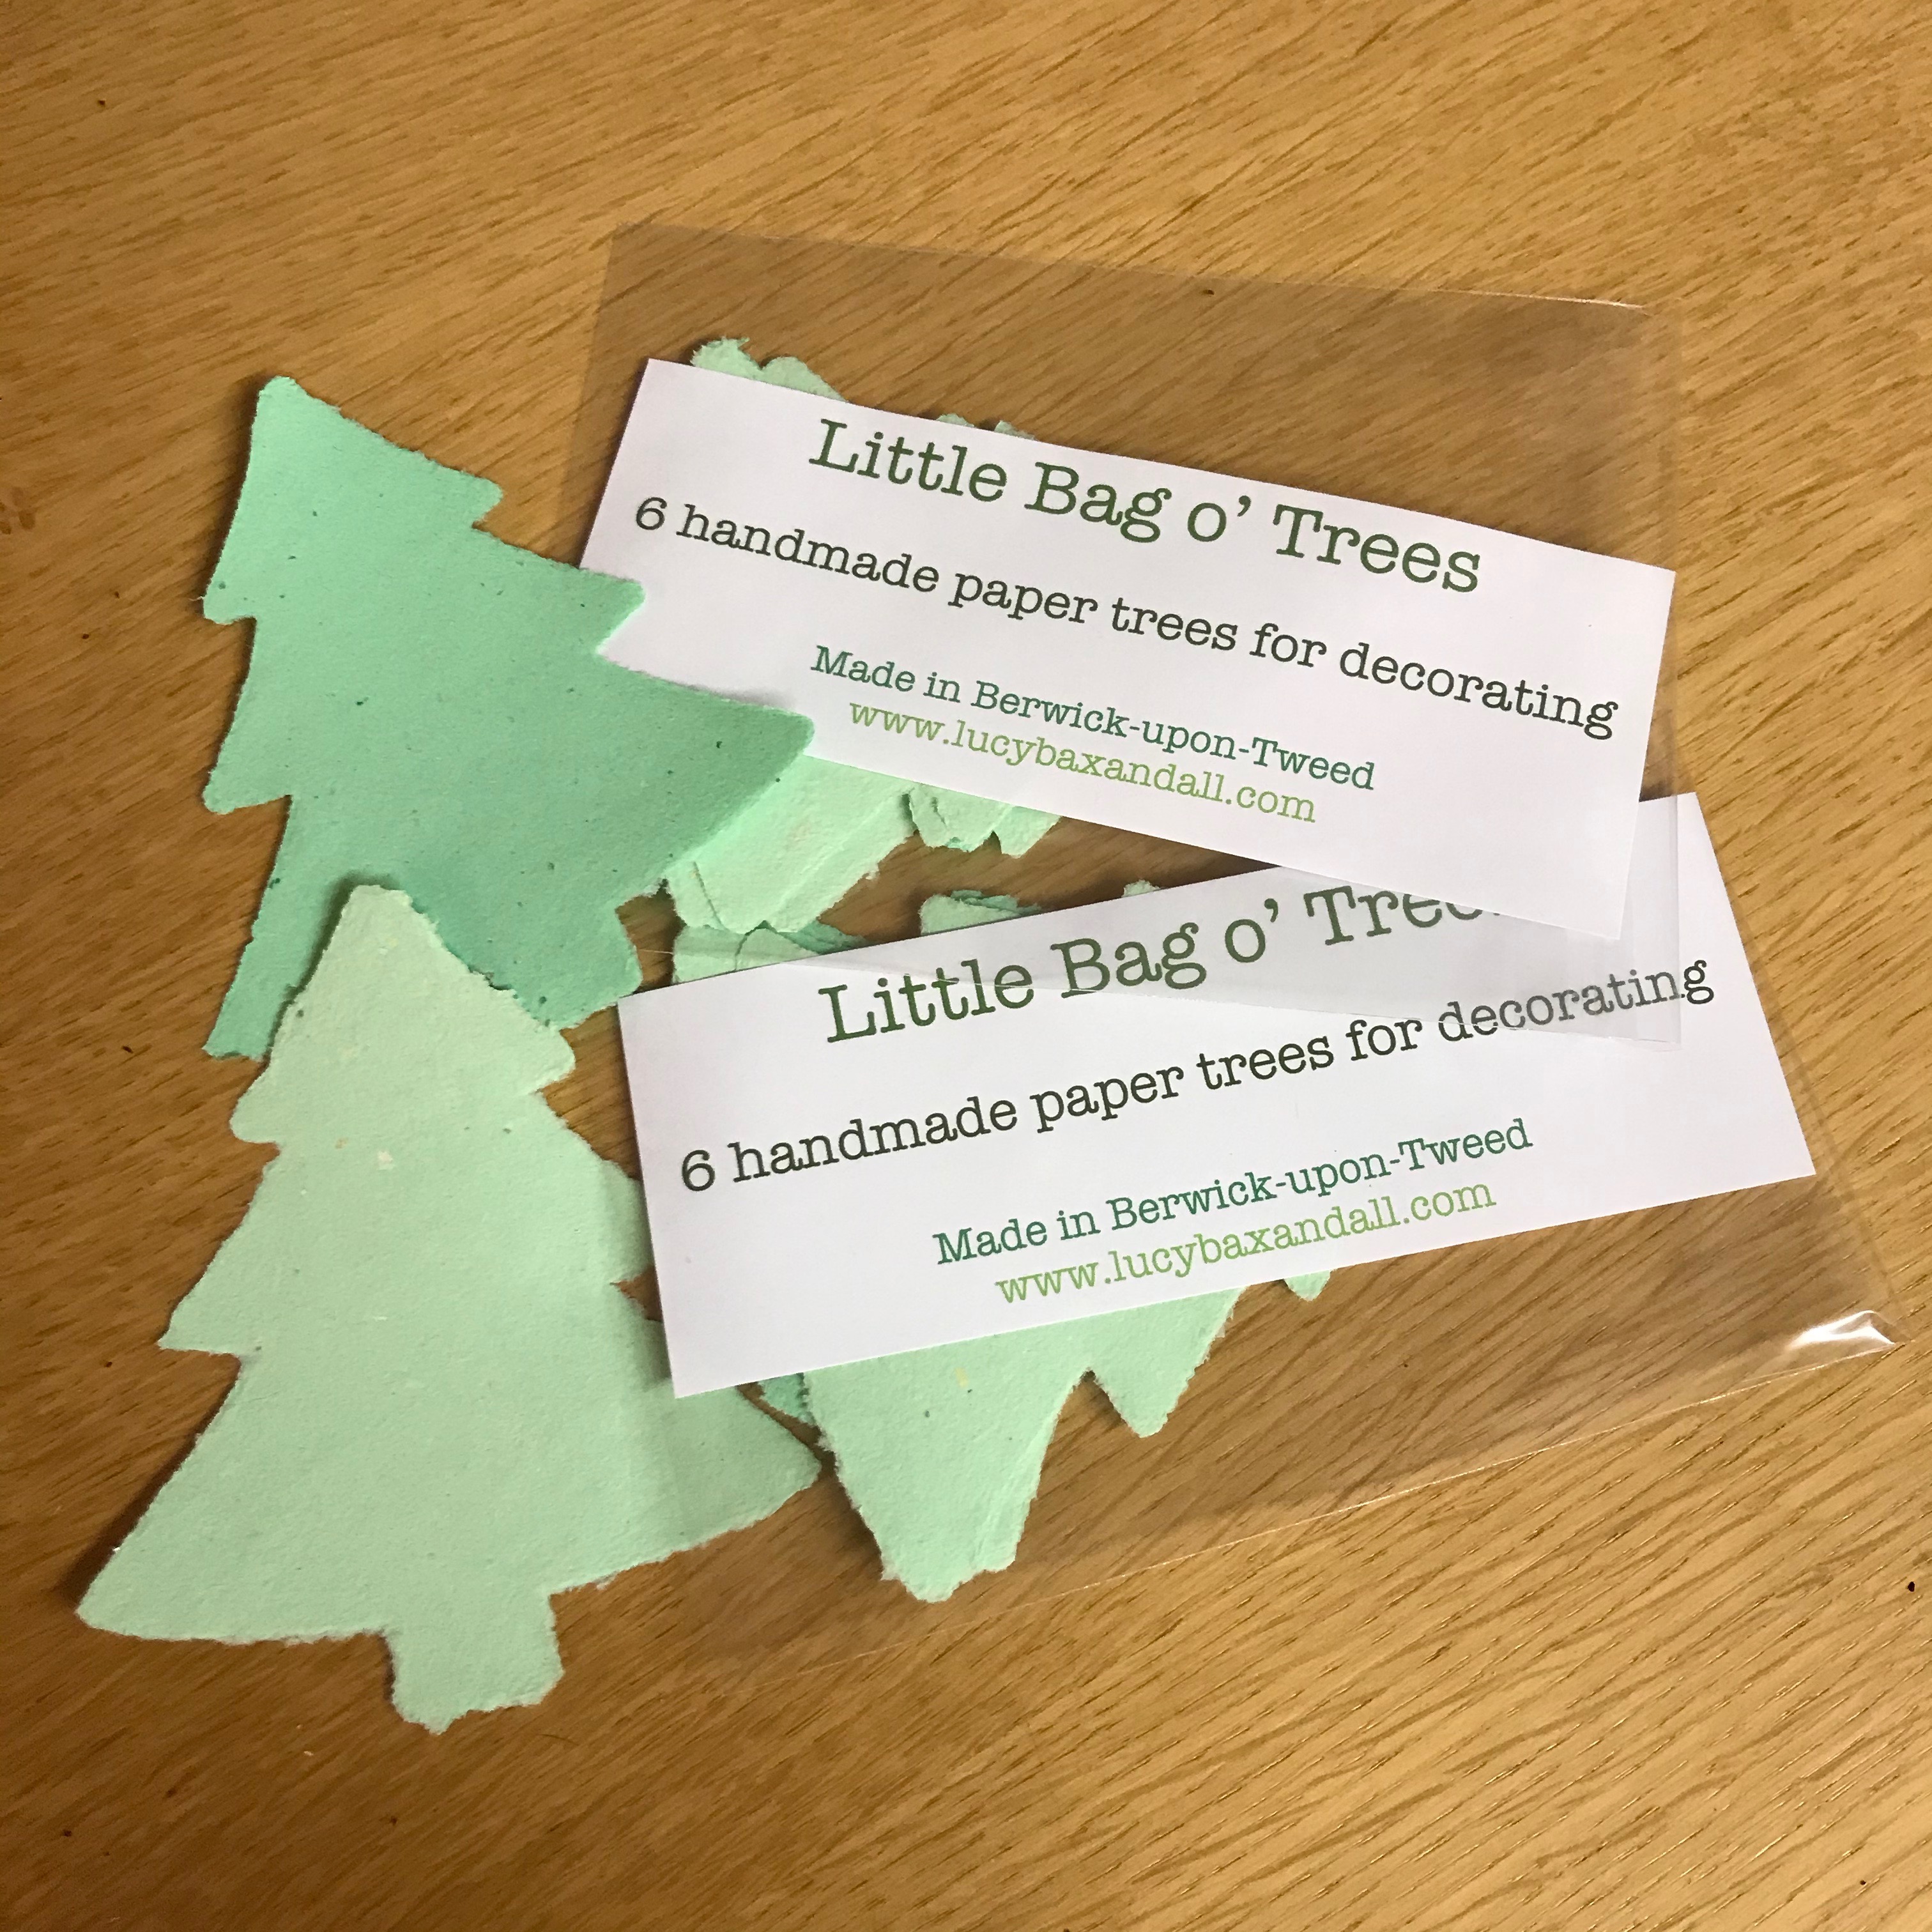 Little Bag o’ Trees
6 handmade paper trees for decorating
Made in Berwick-upon-Tweed
www.lucybaxandall.com
Little Bag o’
6 handmade paper trees for decorating
Made in Berwick-upon-Tweed
www.lucybaxandall.com